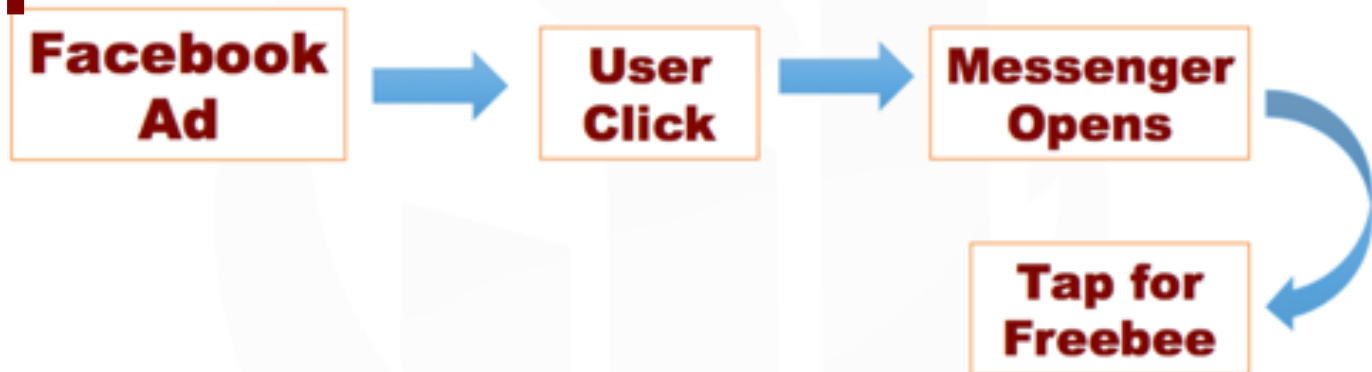 Facebook
Ad
User
Click
Messenger
Opens
Tap for
Freebee